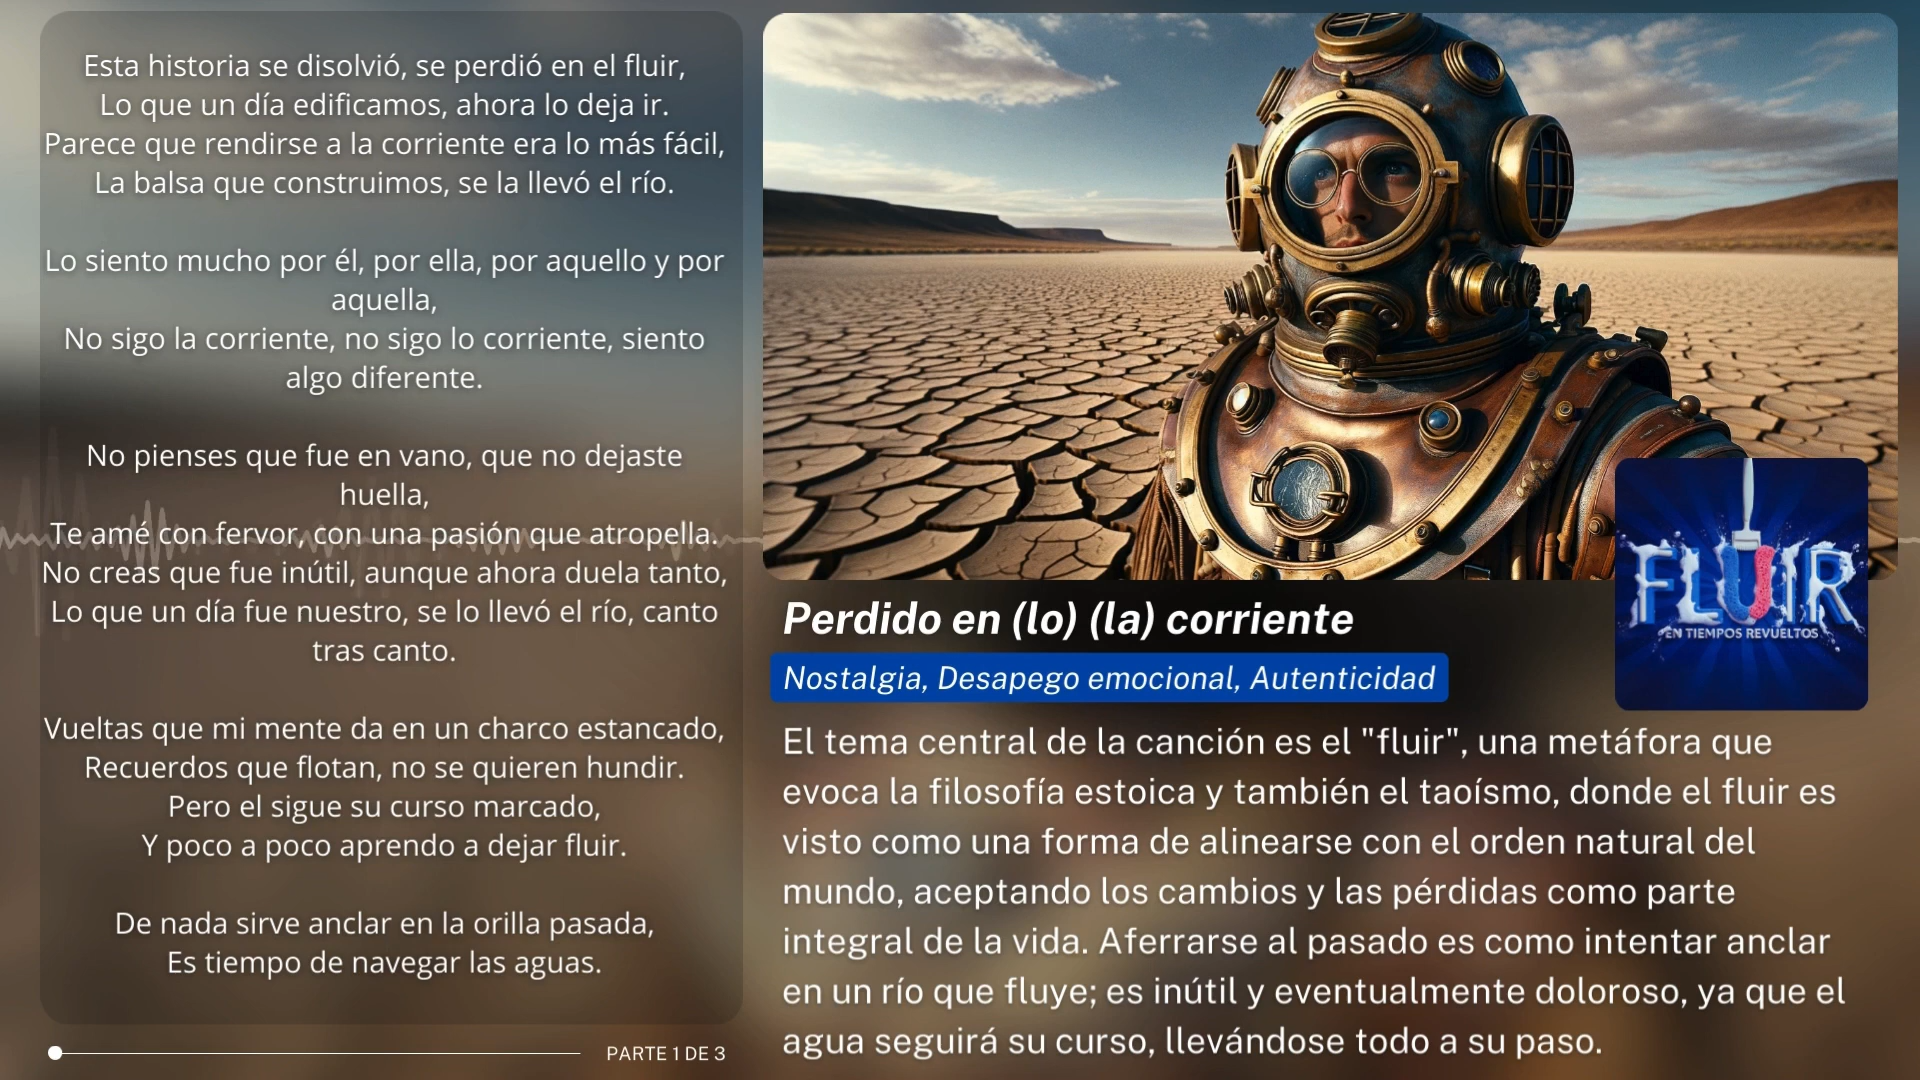 Esta historia se disolvió, se perdió en el fluir,
Lo que un día edificamos, ahora lo deja ir.
Parece que rendirse a la corriente era lo más fácil,
La balsa que construimos, se la llevó el río.
Lo siento mucho por él, por ella, por aquello y por
aquella,
No sigo la corriente, no sigo lo corriente, siento
algo diferente.
No pienses que fue en vano, que no dejaste
huella,
Te amé con fervor, con una pasión que atropella.
No creas que fue inútil, aunque ahora duela tanto,
Lo que un día fue nuestro, se lo llevó el río, canto
tras canto.
Vueltas que mi mente da en un charco estancado,
Recuerdos que flotan, no se quieren hundir.
Pero el sigue su curso marcado,
Y poco a poco aprendo a dejar fluir.
De nada sirve anclar en la orilla pasada,
Es tiempo de navegar las aguas.
PARTE 1 DE 3
FLUIR
EN TIEMPOS REVUELTOS
Perdido en (lo) (la) corriente
Nostalgia, Desapego emocional, Autenticidad
El tema central de la canción es el "fluir", una metáfora que
evoca la filosofía estoica y también el taoísmo, donde el fluir es
visto como una forma de alinearse con el orden natural del
mundo, aceptando los cambios y las pérdidas como parte
integral de la vida. Aferrarse al pasado es como intentar anclar
en un río que fluye; es inútil y eventualmente doloroso, ya que el
agua seguirá su curso, llevándose todo a su paso.